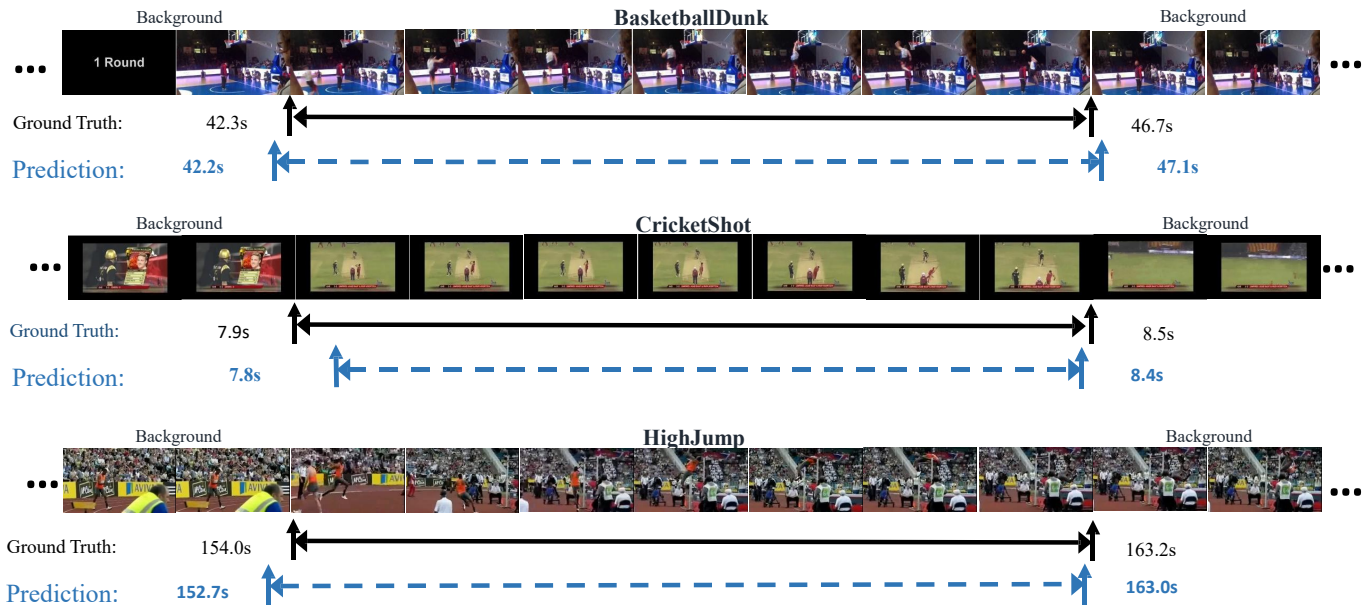 Background BasketballDunk Background
1 Round
Ground Truth: 42.3s 46.7s
Prediction: 42.2s 47.1s
Background CricketShot Background
Ground Truth: 7.9s 8.5s
Prediction: 7.8s 8.4s
Background HighJump Background
AVIVA
Ground Truth: 154.0s 163.2s
Prediction: 152.7s 163.0s